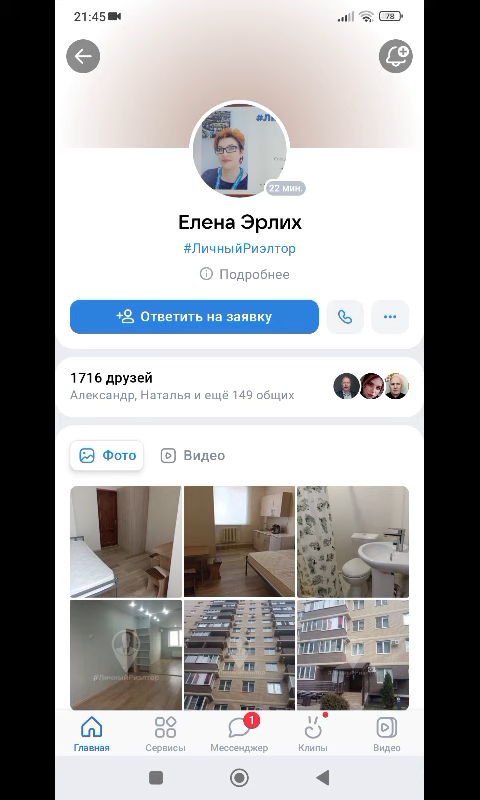 21:45
78
#Ли
22 мин.
Елена Эрлих
#ЛичныйРиэлтор
Подробнее
Ответить на заявку
1716 друзей
Александр, Наталья и ещё 149 общих
Фото
Видео
#ЛичныйРиэлтор
1
Главная
Сервисы
Мессенджер
Клипы
Видео